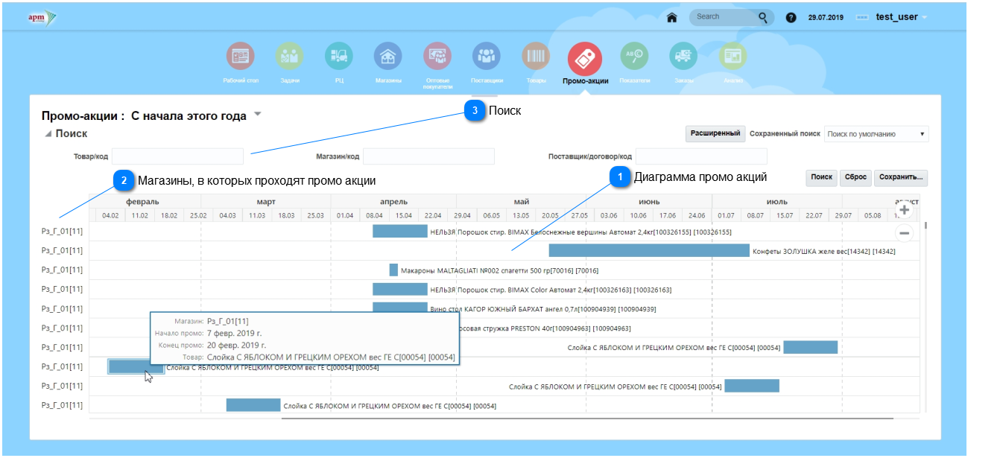 apm
Search
29.07.2019
test_user
Рабочий стол
Задачи
РЦ
Магазины
Оптовые покупатели
Поставщики
Товары
Промо-акции
Показатели
Заказы
Анализ
Промо-акции : С начала этого года
3 Поиск
Поиск
Расширенный Сохраненный поиск Поиск по умолчанию
Товар/код Магазин/код Поставщик/договор/код
2 Магазины, в которых проходят промо акции
1 Диаграмма промо акций
Поиск Сброс Сохранить...
февраль март апрель май июнь июль август
04.02 11.02 18.02 25.02 04.03 11.03 18.03 25.03 01.04 08.04 15.04 22.04 29.04 06.05 13.05 20.05 27.05 03.06 10.06 17.06 24.06 01.07 08.07 15.07 22.07 29.07 05.08
Рз_Г_01[11] НЕЛЬЗЯ Порошок стир. BIMAX Белоснежные вершины Автомат 2,4кг[100326155] [100326155]
Рз_Г_01[11] Конфеты ЗОЛУШКА желе вес[14342] [14342]
Рз_Г_01[11] Макароны MALTAGLIATI №002 спагетти 500 гр[70016] [70016]
Рз_Г_01[11] НЕЛЬЗЯ Порошок стир. BIMAX Color Автомат 2,4кг[100326163] [100326163]
Рз_Г_01[11] Вино стол КАГОР ЮЖНЫЙ БАРХАТ ангел 0,7л[100904939] [100904939]
Рз_Г_01[11] стружка PRESTON 40г[100904963] [100904963]
Рз_Г_01[11] Слойка С ЯБЛОКОМ И ГРЕЦКИМ ОРЕХОМ вес ГЕ С[00054] [00054]
Магазин: Рз_Г_01[11]
Начало промо: 7 февр. 2019 г.
Конец промо: 20 февр. 2019 г.
Товар: Слойка С ЯБЛОКОМ И ГРЕЦКИМ ОРЕХОМ вес ГЕ С[00054] [00054]
Рз_Г_01[11] Слойка С ЯБЛОКОМ И ГРЕЦКИМ ОРЕХОМ вес ГЕ С[00054] [00054]
Рз_Г_01[11] Слойка С ЯБЛОКОМ И ГРЕЦКИМ ОРЕХОМ вес ГЕ С[00054] [00054]
Рз_Г_01[11] Слойка С ЯБЛОКОМ И ГРЕЦКИМ ОРЕХОМ вес ГЕ С[00054] [00054]